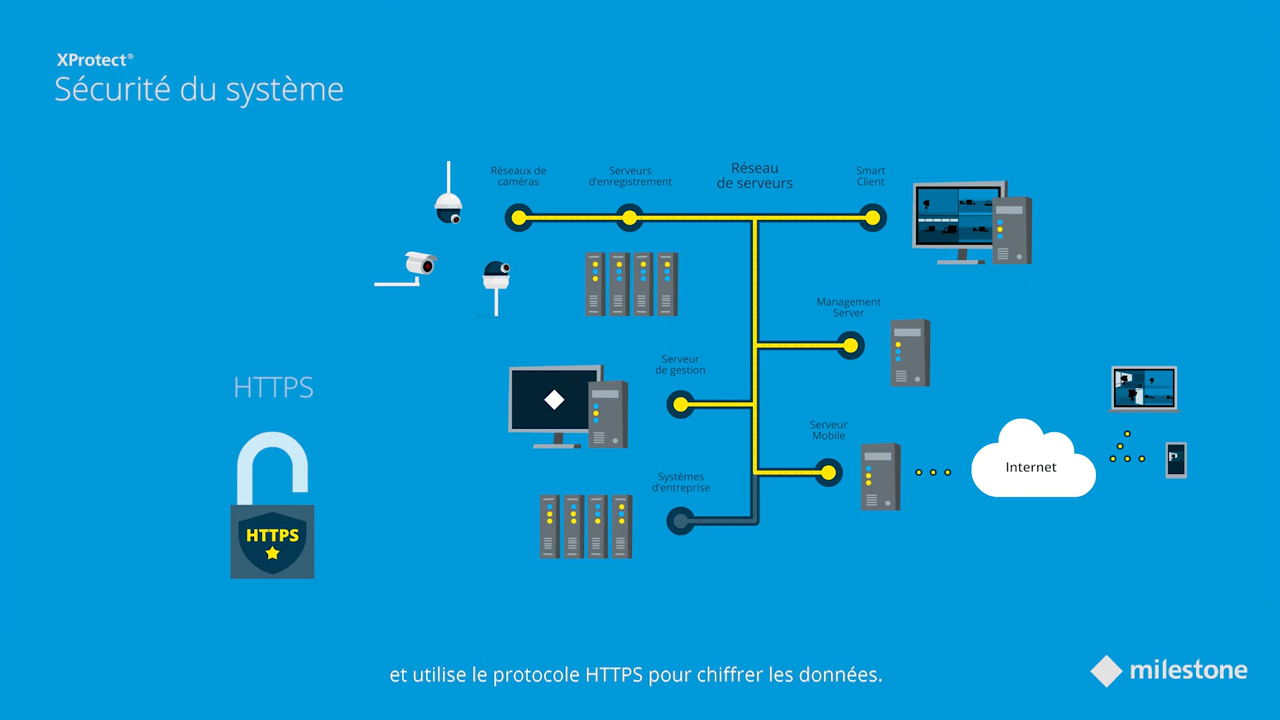 XProtect®
Sécurité du système
Réseaux de
caméras
Serveurs
d'enregistrement
Réseau
de serveurs
Smart
Client
Management
Server
Serveur
de gestion
HTTPS
Serveur
Mobile
Internet
Systèmes
d'entreprise
HTTPS
et utilise le protocole HTTPS pour chiffrer les données.
milestone